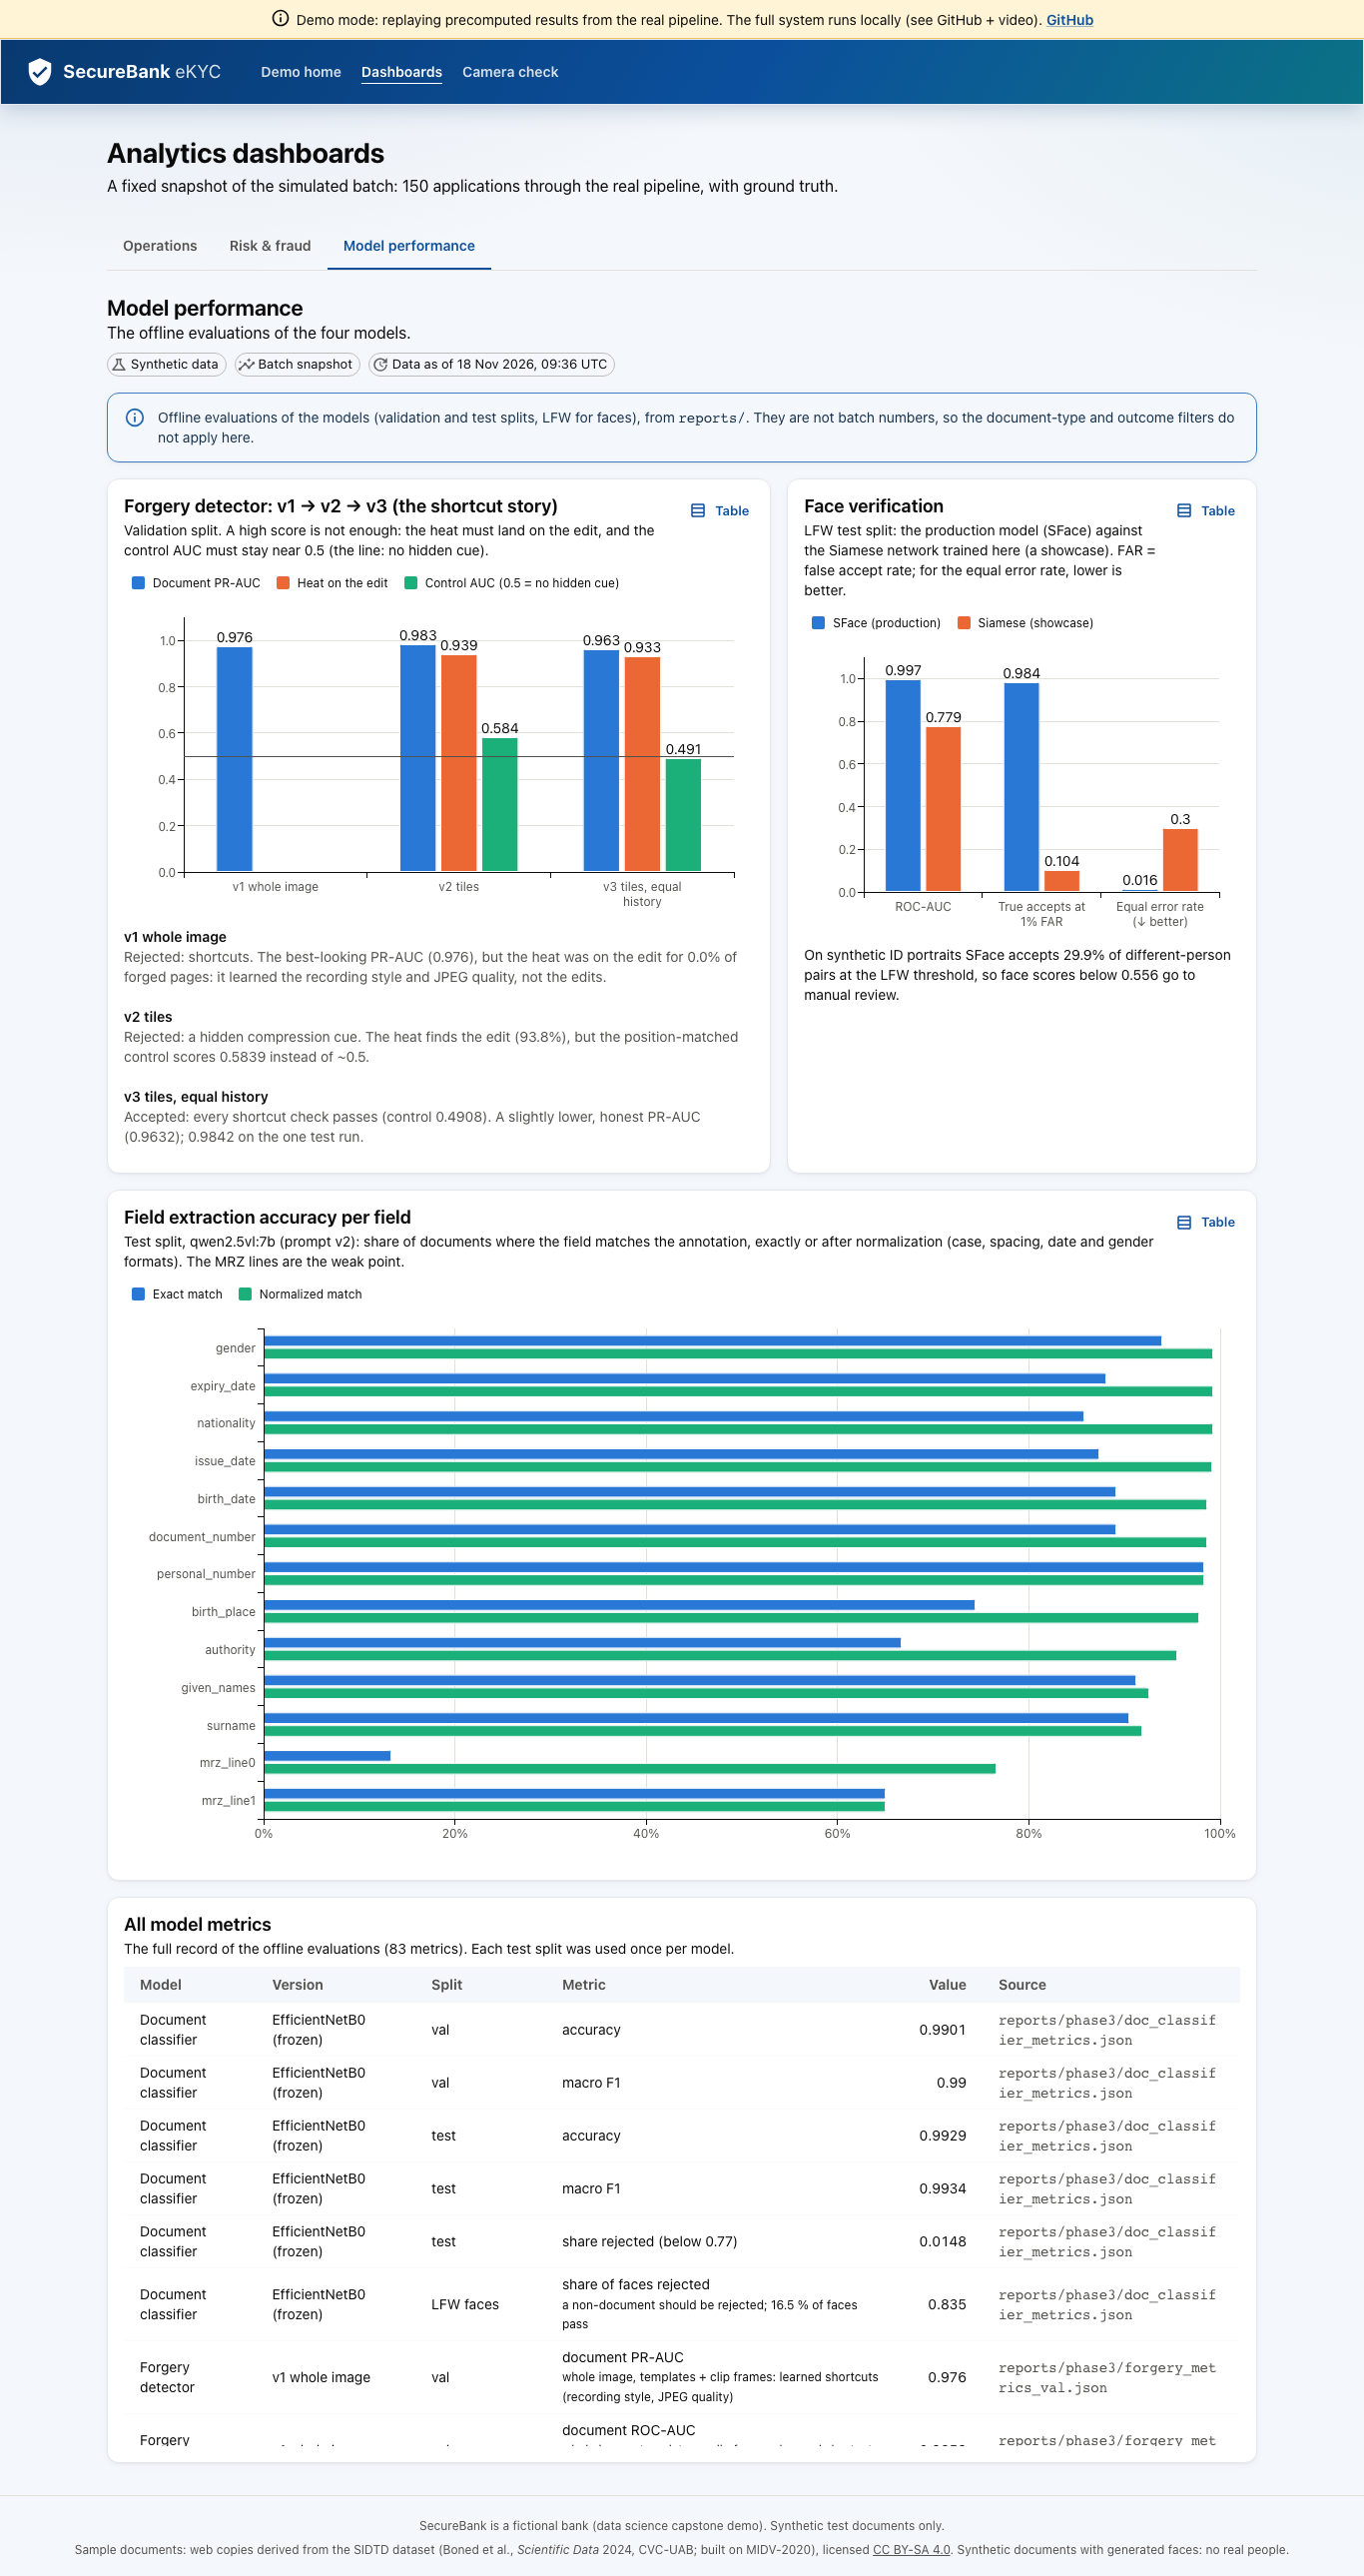 Demo mode: replaying precomputed results from the real pipeline. The full system runs locally (see GitHub + video). GitHub
SecureBank eKYC
Demo home
Dashboards
Camera check
Analytics dashboards
A fixed snapshot of the simulated batch: 150 applications through the real pipeline, with ground truth.
Operations
Risk & fraud
Model performance
Model performance
The offline evaluations of the four models.
Synthetic data
Batch snapshot
Data as of 18 Nov 2026, 09:36 UTC
Offline evaluations of the models (validation and test splits, LFW for faces), from reports/. They are not batch numbers, so the document-type and outcome filters do
not apply here.
Forgery detector: v1 → v2 → v3 (the shortcut story)
Table
Validation split. A high score is not enough: the heat must land on the edit, and the
control AUC must stay near 0.5 (the line: no hidden cue).
Document PR-AUC
Heat on the edit
Control AUC (0.5 = no hidden cue)
1.0
0.8
0.6
0.4
0.2
0.0
0.976
0.983
0.939
0.584
0.963
0.933
0.491
v1 whole image
v2 tiles
v3 tiles, equal
history
v1 whole image
Rejected: shortcuts. The best-looking PR-AUC (0.976), but the heat was on the edit for 0.0% of
forged pages: it learned the recording style and JPEG quality, not the edits.
v2 tiles
Rejected: a hidden compression cue. The heat finds the edit (93.8%), but the position-matched
control scores 0.5839 instead of ~0.5.
v3 tiles, equal history
Accepted: every shortcut check passes (control 0.4908). A slightly lower, honest PR-AUC
(0.9632); 0.9842 on the one test run.
Face verification
Table
LFW test split: the production model (SFace) against
the Siamese network trained here (a showcase). FAR =
false accept rate; for the equal error rate, lower is
better.
SFace (production)
Siamese (showcase)
1.0
0.8
0.6
0.4
0.2
0.0
0.997
0.779
0.984
0.104
0.016
0.3
ROC-AUC
True accepts at
1% FAR
Equal error rate
(↓ better)
On synthetic ID portraits SFace accepts 29.9% of different-person
pairs at the LFW threshold, so face scores below 0.556 go to
manual review.
Field extraction accuracy per field
Table
Test split, qwen2.5vl:7b (prompt v2): share of documents where the field matches the annotation, exactly or after normalization (case, spacing, date and gender
formats). The MRZ lines are the weak point.
Exact match
Normalized match
gender
expiry_date
nationality
issue_date
birth_date
document_number
personal_number
birth_place
authority
given_names
surname
mrz_line0
mrz_line1
0%
20%
40%
60%
80%
100%
All model metrics
The full record of the offline evaluations (83 metrics). Each test split was used once per model.
Model Version Split Metric Value Source
Document EfficientNetB0 val accuracy 0.9901 reports/phase3/doc_classif
classifier (frozen) ier_metrics.json
Document EfficientNetB0 val macro F1 0.99 reports/phase3/doc_classif
classifier (frozen) ier_metrics.json
Document EfficientNetB0 test accuracy 0.9929 reports/phase3/doc_classif
classifier (frozen) ier_metrics.json
Document EfficientNetB0 test macro F1 0.9934 reports/phase3/doc_classif
classifier (frozen) ier_metrics.json
Document EfficientNetB0 test share rejected (below 0.77) 0.0148 reports/phase3/doc_classif
classifier (frozen) ier_metrics.json
Document EfficientNetB0 LFW faces share of faces rejected 0.835 reports/phase3/doc_classif
classifier (frozen) a non-document should be rejected; 16.5 % of faces ier_metrics.json
pass
Forgery v1 whole image val document PR-AUC 0.976 reports/phase3/forgery_met
detector whole image, templates + clip frames: learned shortcuts rics_val.json
(recording style, JPEG quality)
Forgery document ROC-AUC reports/phase3/forgery_met
SecureBank is a fictional bank (data science capstone demo). Synthetic test documents only.
Sample documents: web copies derived from the SIDTD dataset (Boned et al., Scientific Data 2024, CVC-UAB; built on MIDV-2020), licensed CC BY-SA 4.0. Synthetic documents with generated faces: no real people.